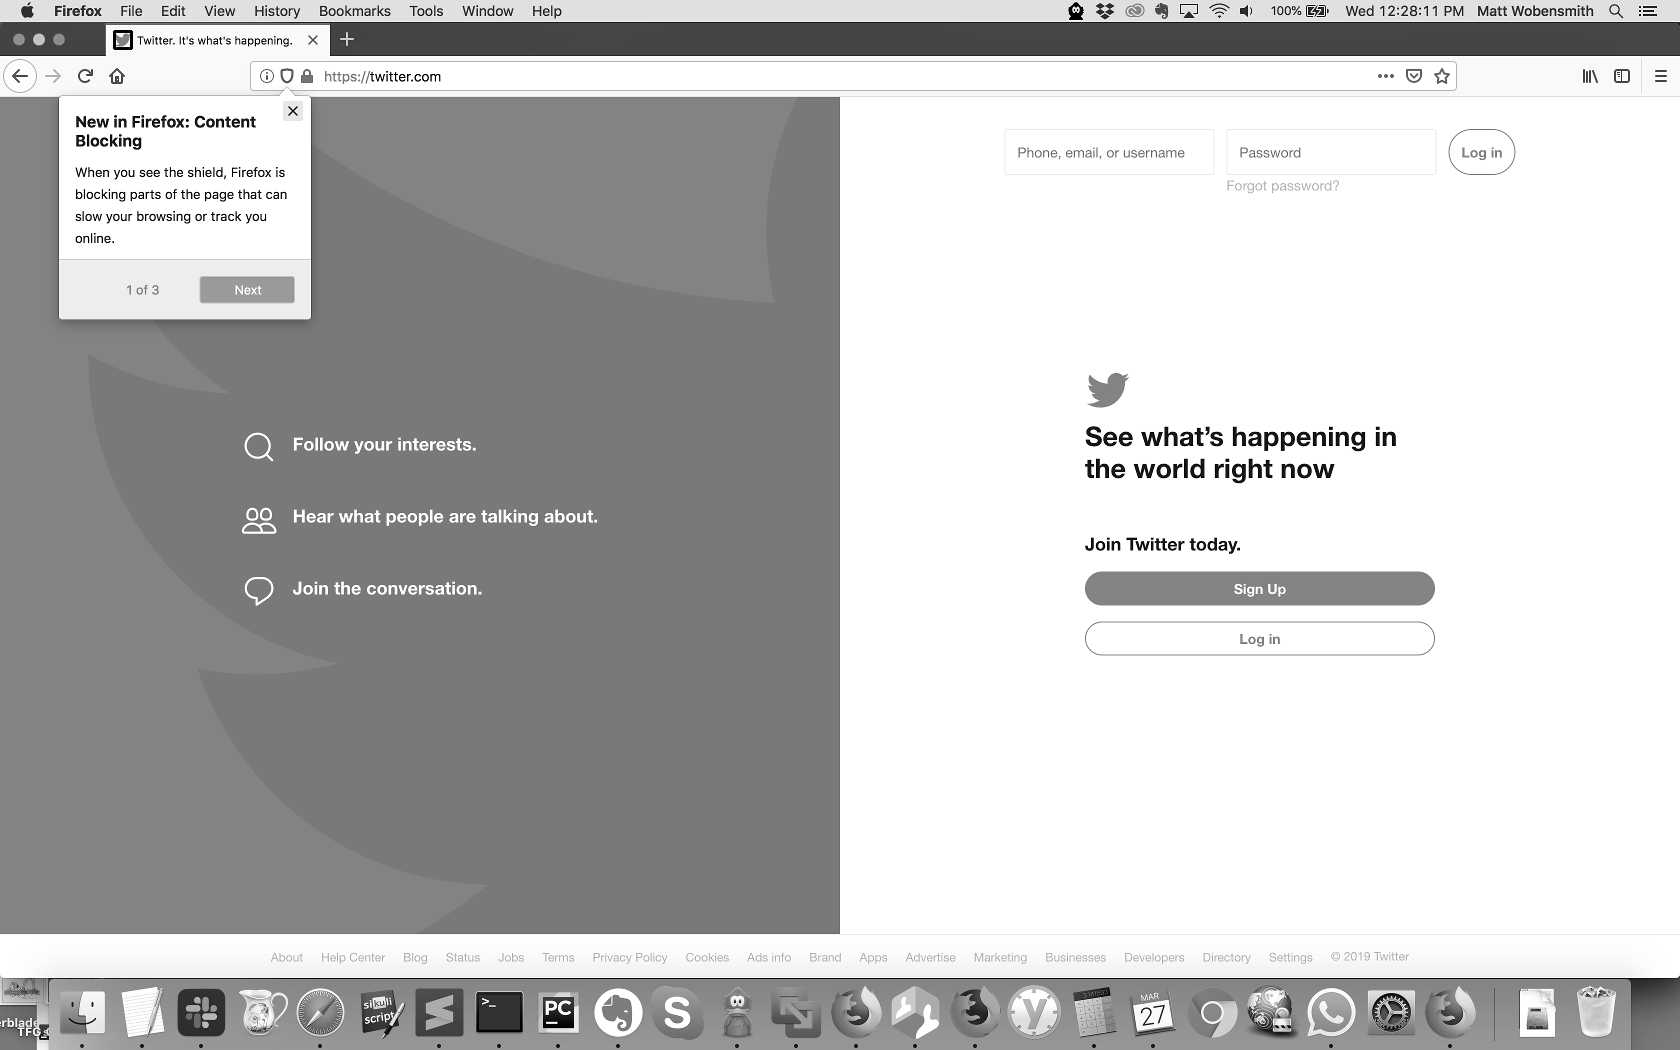 Firefox File Edit View History Bookmarks Tools Window Help
100% Wed 12:28:11 PM Matt Wobensmith
Twitter. It's what's happening.
https://twitter.com
New in Firefox: Content
Blocking
When you see the shield, Firefox is
blocking parts of the page that can
slow your browsing or track you
online.
1 of 3
Next
Follow your interests.
Hear what people are talking about.
Join the conversation.
Phone, email, or username
Password
Log in
Forgot password?
See what’s happening in
the world right now
Join Twitter today.
Sign Up
Log in
About Help Center Blog Status Jobs Terms Privacy Policy Cookies Ads info Brand Apps Advertise Marketing Businesses Developers Directory Settings © 2019 Twitter
erblade
TFG
sikuli
script
>_
PC
S
MAR
27